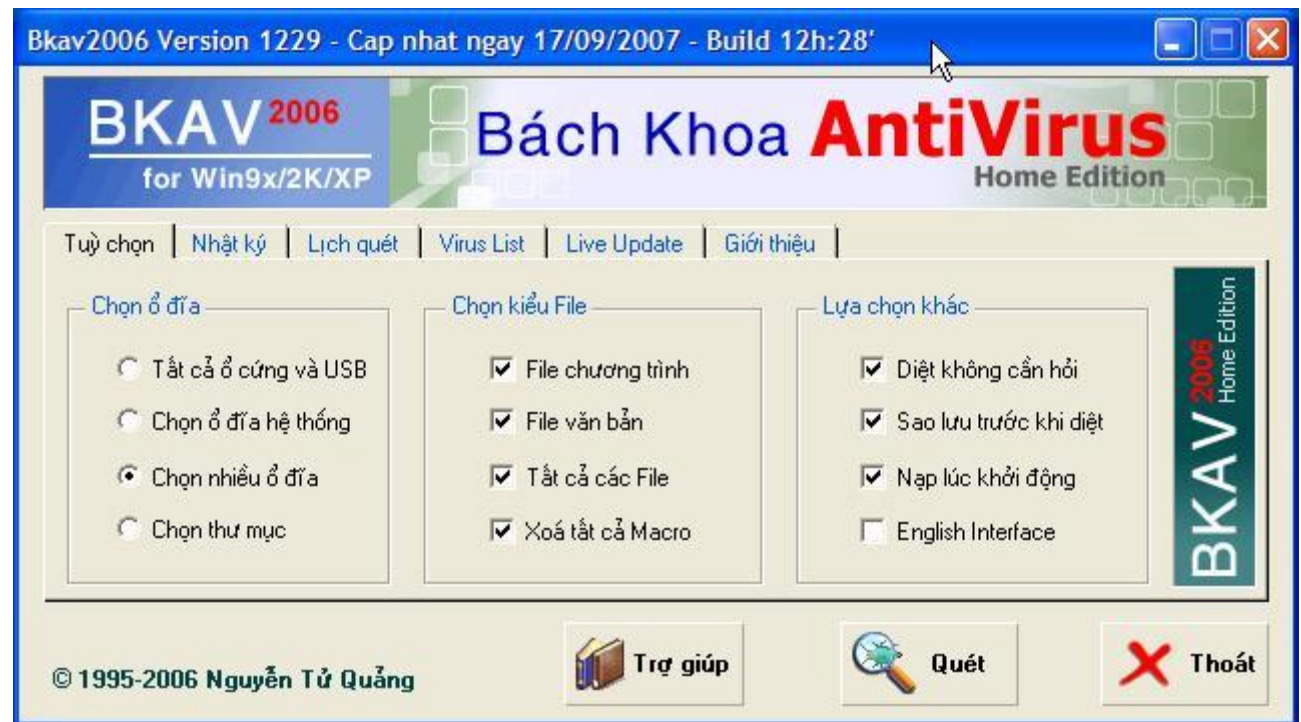 Bkav2006 Version 1229 - Cap nhat ngay 17/09/2007 - Build 12h:28'
BKAV 2006
for Win9x/2K/XP
Bách Khoa AntiVirus
Home Edition
Tuỳ chọn | Nhật ký | Lịch quét | Virus List | Live Update | Giới thiệu
Chọn ổ đĩa
Tất cả ổ cứng và USB
Chọn ổ đĩa hệ thống
Chọn nhiều ổ đĩa
Chọn thư mục
Chọn kiểu File
File chương trình
File văn bản
Tất cả các File
Xoá tất cả Macro
Lựa chọn khác
Diệt không cần hỏi
Sao lưu trước khi diệt
Nạp lúc khởi động
English Interface
BKAV 2006
Home Edition
© 1995-2006 Nguyễn Tử Quảng
Trợ giúp
Quét
Thoát